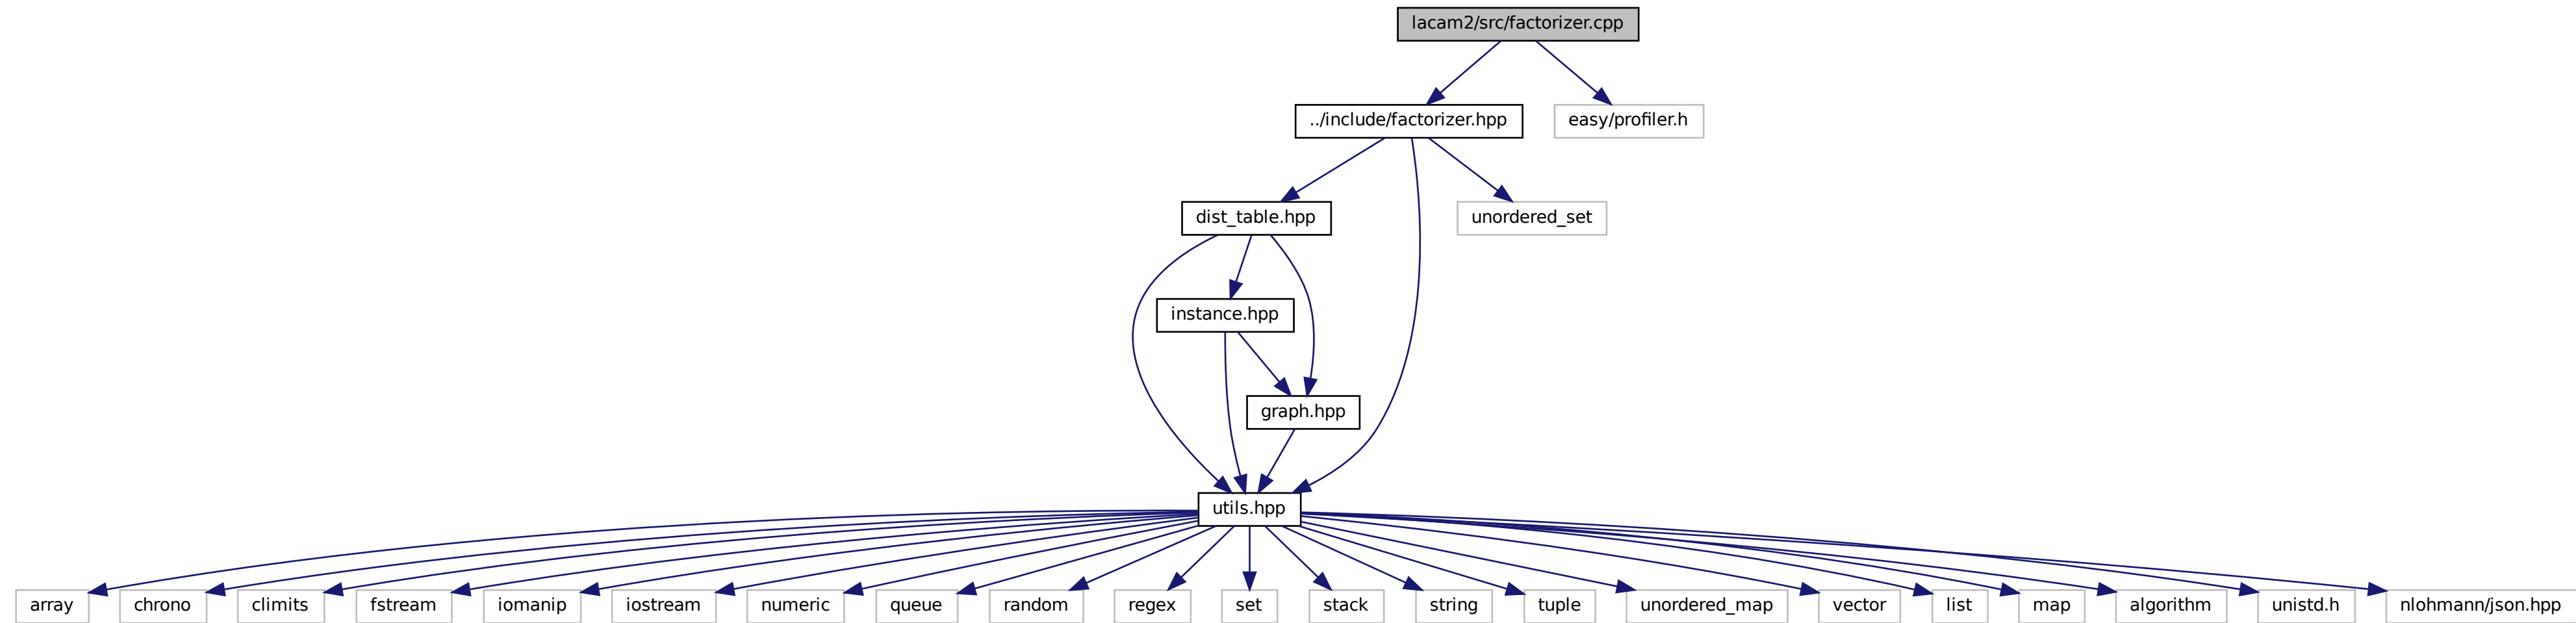 lacam2/src/factorizer.cpp
../include/factorizer.hpp
easy/profiler.h
dist_table.hpp
unordered_set
instance.hpp
graph.hpp
utils.hpp
array
chrono
climits
fstream
iomanip
iostream
numeric
queue
random
regex
set
stack
string
tuple
unordered_map
vector
list
map
algorithm
unistd.h
nlohmann/json.hpp